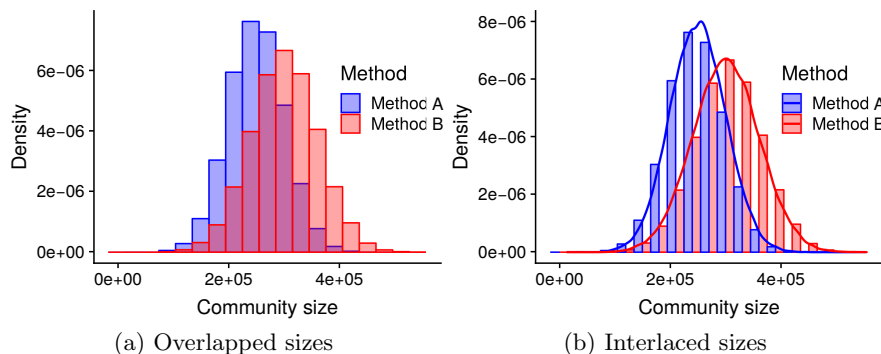 6e−06
4e−06
2e−06
0e+00
Density
0e+00
2e+05
4e+05
Community size
Method
Method A
Method B
(a) Overlapped sizes
8e−06
6e−06
4e−06
2e−06
0e+00
Density
0e+00
2e+05
4e+05
Community size
Method
Method A
Method B
(b) Interlaced sizes